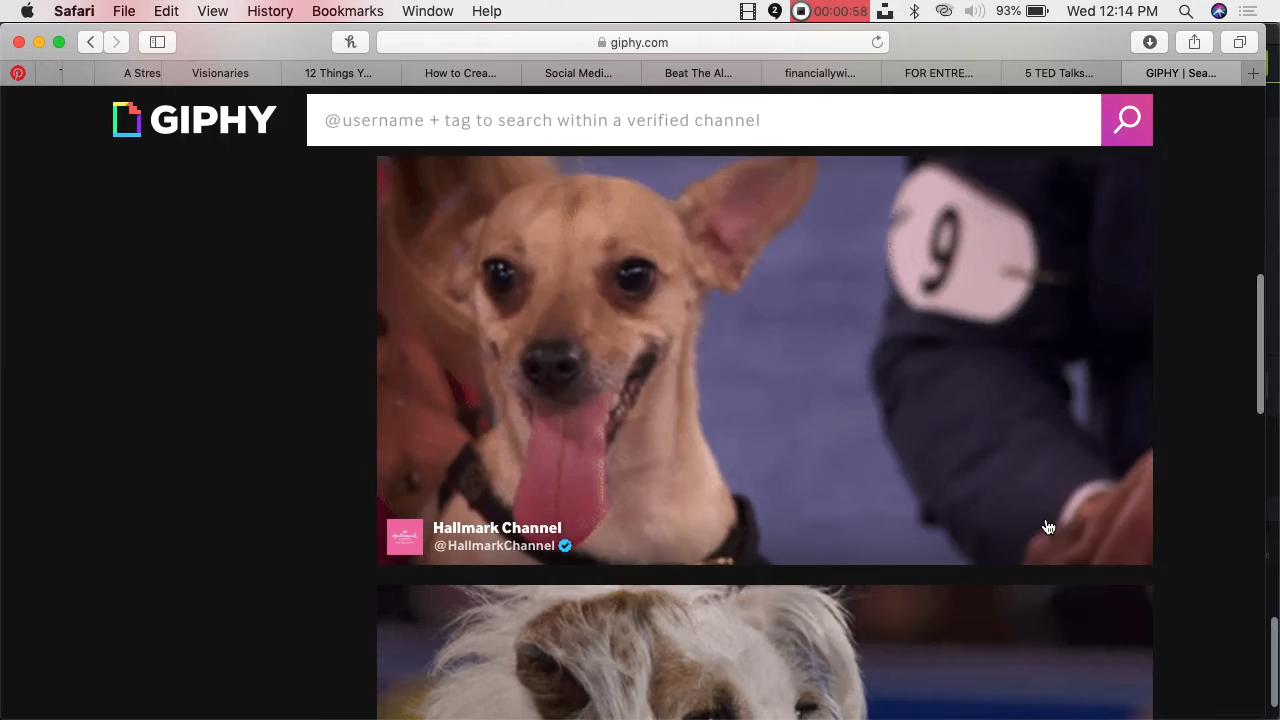 Safari File Edit View History Bookmarks Window Help 2 00:00:58 93% Wed 12:14 PM
giphy.com
A Stres Visionaries 12 Things Y... How to Crea... Social Medi... Beat The Al... financiallywi... FOR ENTRE... 5 TED Talks... GIPHY | Sea...
GIPHY @username + tag to search within a verified channel
9
Hallmark Channel
@HallmarkChannel